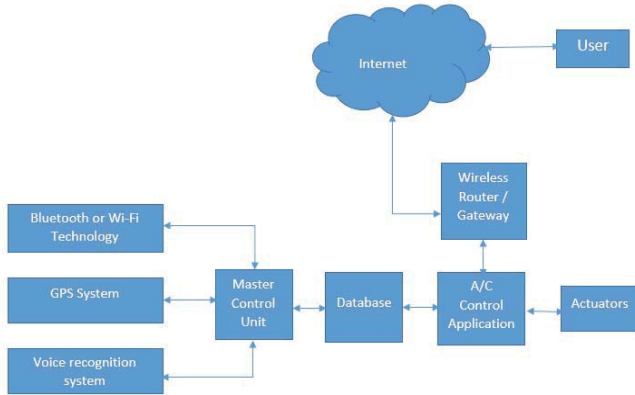 Internet
User
Wireless
Router /
Gateway
Bluetooth or Wi-Fi
Technology
GPS System
Master
Control
Unit
Database
A/C
Control
Application
Actuators
Voice recognition
system